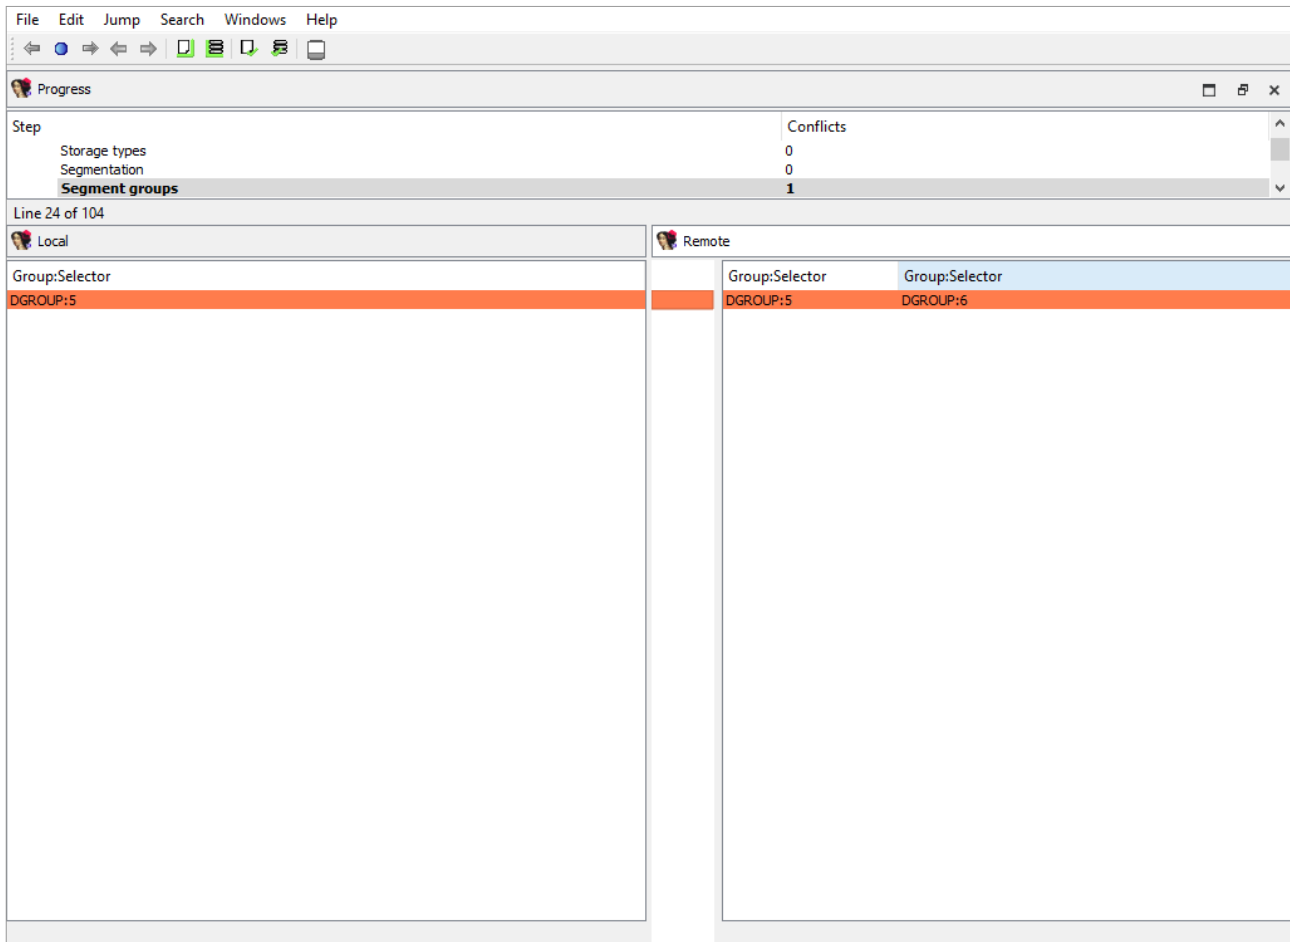 File Edit Jump Search Windows Help
Progress
Step Conflicts
Storage types 0
Segmentation 0
Segment groups 1
Line 24 of 104
Local Remote
Group:Selector Group:Selector Group:Selector
DGROUP:5 DGROUP:5 DGROUP:6